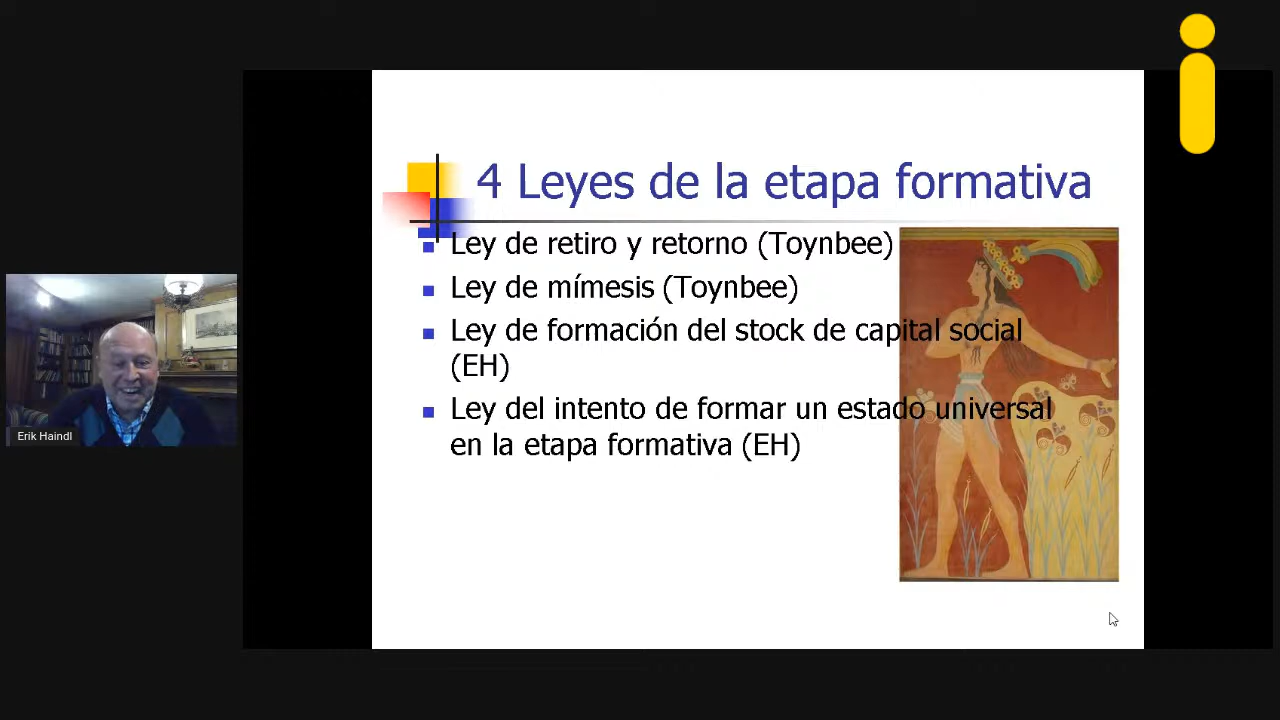 4 Leyes de la etapa formativa
Ley de retiro y retorno (Toynbee)
Ley de mímesis (Toynbee)
Ley de formación del stock de capital social
(EH)
Ley del intento de formar un estado universal
en la etapa formativa (EH)
Erik Haindl